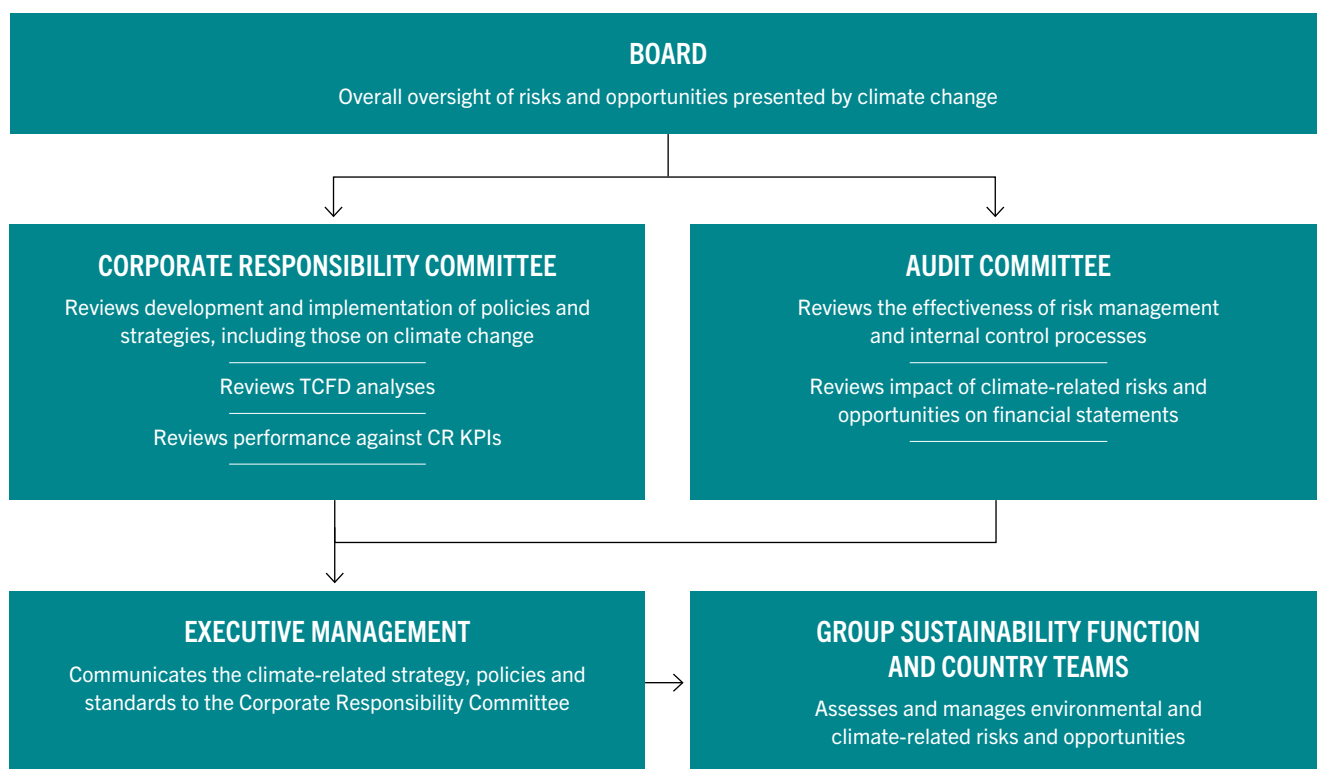 BOARD
Overall oversight of risks and opportunities presented by climate change
CORPORATE RESPONSIBILITY COMMITTEE
Reviews development and implementation of policies and
strategies, including those on climate change
Reviews TCFD analyses
Reviews performance against CR KPIs
AUDIT COMMITTEE
Reviews the effectiveness of risk management
and internal control processes
Reviews impact of climate-related risks and
opportunities on financial statements
EXECUTIVE MANAGEMENT
Communicates the climate-related strategy, policies and
standards to the Corporate Responsibility Committee
GROUP SUSTAINABILITY FUNCTION
AND COUNTRY TEAMS
Assesses and manages environmental and
climate-related risks and opportunities